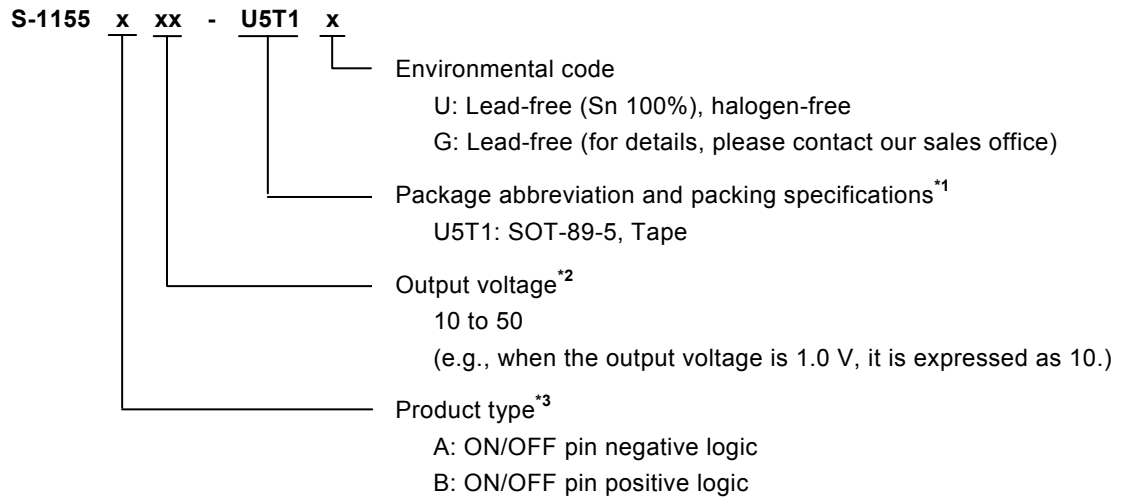 S-1155 x xx - U5T1 x
Environmental code
U: Lead-free (Sn 100%), halogen-free
G: Lead-free (for details, please contact our sales office)
Package abbreviation and packing specifications*1
U5T1: SOT-89-5, Tape
Output voltage*2
10 to 50
(e.g., when the output voltage is 1.0 V, it is expressed as 10.)
Product type*3
A: ON/OFF pin negative logic
B: ON/OFF pin positive logic